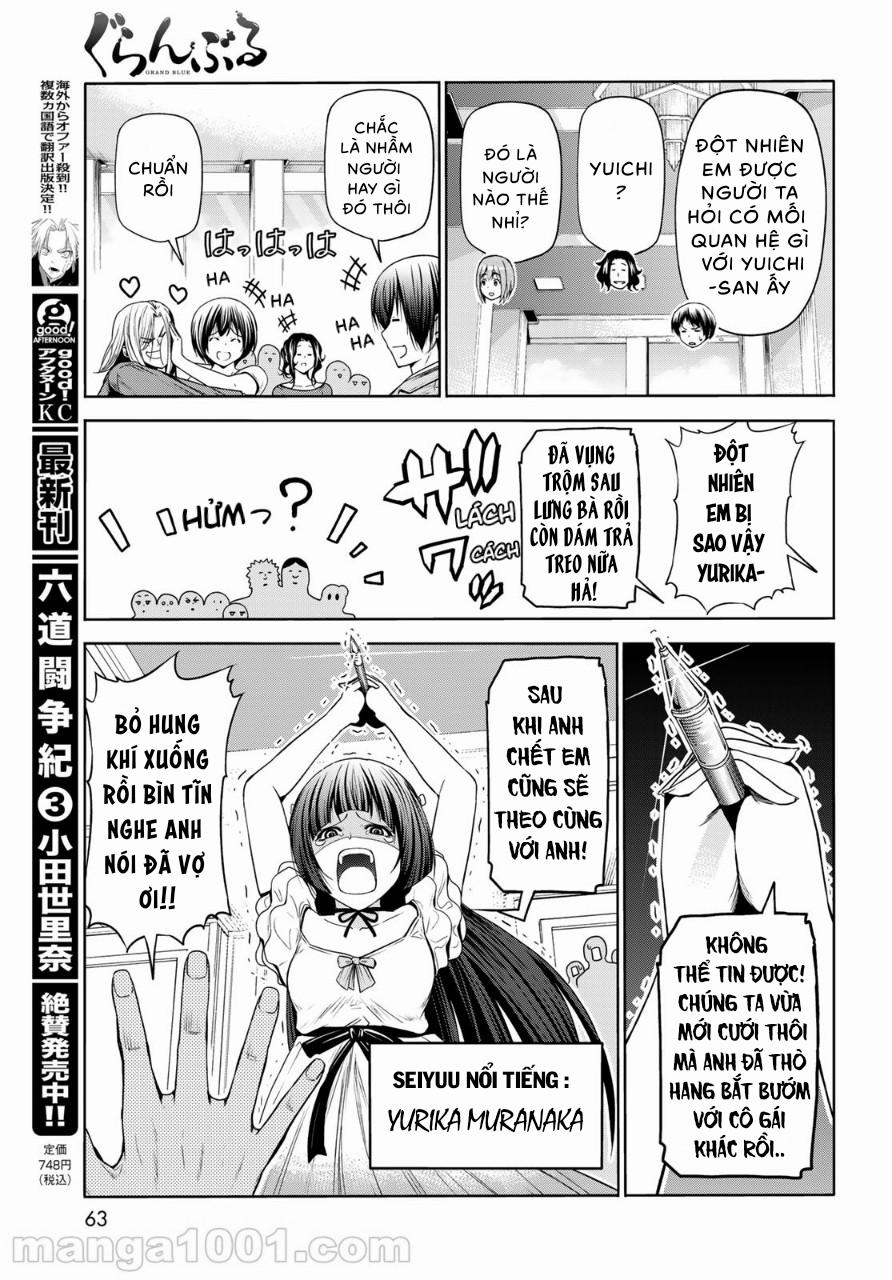 ぐらんぶる
GRAND BLUE
海外からオファー殺到!!
複数ヵ国語で翻訳出版決定!!
good!
AFTERNOON
good!
アフタヌーン
KC
最新刊
六道闘争紀❸小田世里奈
絶賛発売中!!
定価
748円
(税込)
ĐỘT NHIÊN
EM ĐƯỢC
NGƯỜI TA
HỎI CÓ MỐI
QUAN HỆ GÌ
VỚI YUICHI
-SAN ẤY
YUICHI
?
ĐÓ LÀ
NGƯỜI
NÀO THẾ
NHỈ?
CHẮC
LÀ NHẦM
NGƯỜI
HAY GÌ
ĐÓ THÔI
CHUẨN
RỒI
はっはっは
HA
HA
HA
HA
ĐỘT
NHIÊN
EM BỊ
SAO VẬY
YURIKA-
ĐÃ VỤNG
TRỘM SAU
LƯNG BÀ RỒI
CÒN DÁM TRẢ
TREO NỮA
HẢ!
LÁCH
CÁCH
HỬMっ?
KHÔNG
THỂ TIN ĐƯỢC!
CHÚNG TA VỪA
MỚI CƯỚI THÔI
MÀ ANH ĐÃ THÒ
HANG BẮT BƯỚM
VỚI CÔ GÁI
KHÁC RỒI..
SAU
KHI ANH
CHẾT EM
CŨNG SẼ
THEO CÙNG
VỚI ANH!
BỎ HUNG
KHÍ XUỐNG
RỒI BÌN TĨN
NGHE ANH
NÓI ĐÃ VỢ
ƠI!!
SEIYUU NỔI TIẾNG :
YURIKA MURANAKA
63
manga1001.com